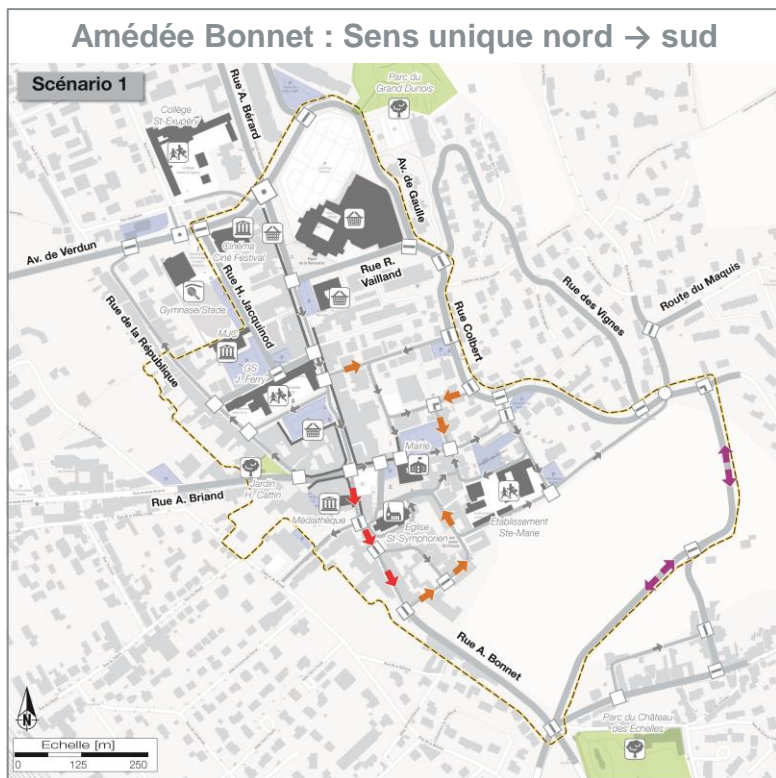 Amédée Bonnet : Sens unique nord → sud
Scénario 1
Collège
St-Exupéry
Rue A. Bérard
Parc du
Grand Dunois
Av. de Gaulle
Av. de Verdun
Cinéma
Ciné Festival
Rue R.
Vailland
Rue H. Jacquinod
Gymnase/Stade
Rue de la République
MJC
GS
J. Ferry
Rue Colbert
Rue des Vignes
Route du Maquis
Mairie
Jardin
H. Cattin
Rue A. Briand
Médiathèque
Eglise
St-Symphorien
Etablissement
Ste-Marie
Rue A. Bonnet
Parc du Château
des Echelles
N
Echelle [m]
0 125 250